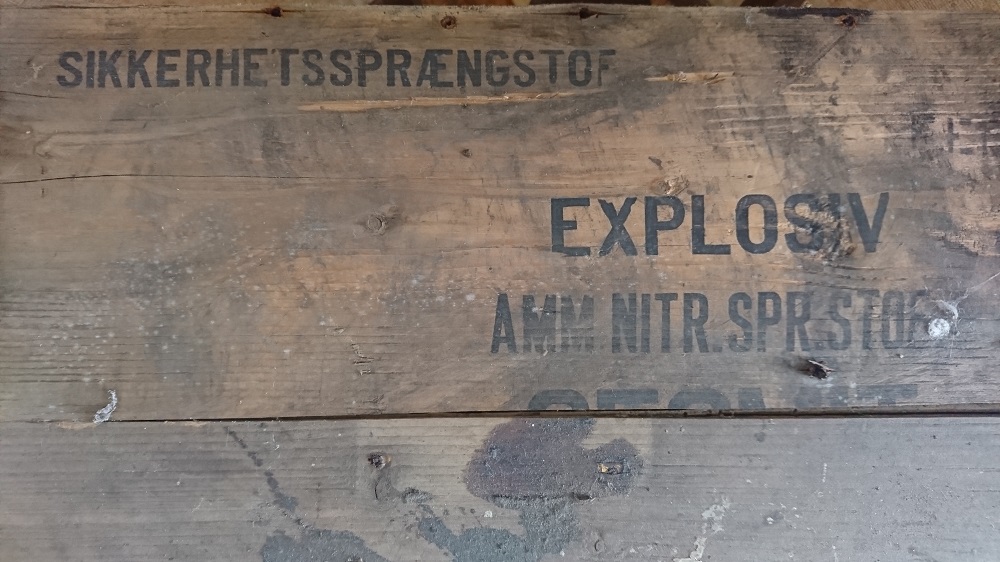 SIKKERHETSSPRÆNGSTOF
EXPLOSIV
AMM NITR.SPR.STOF